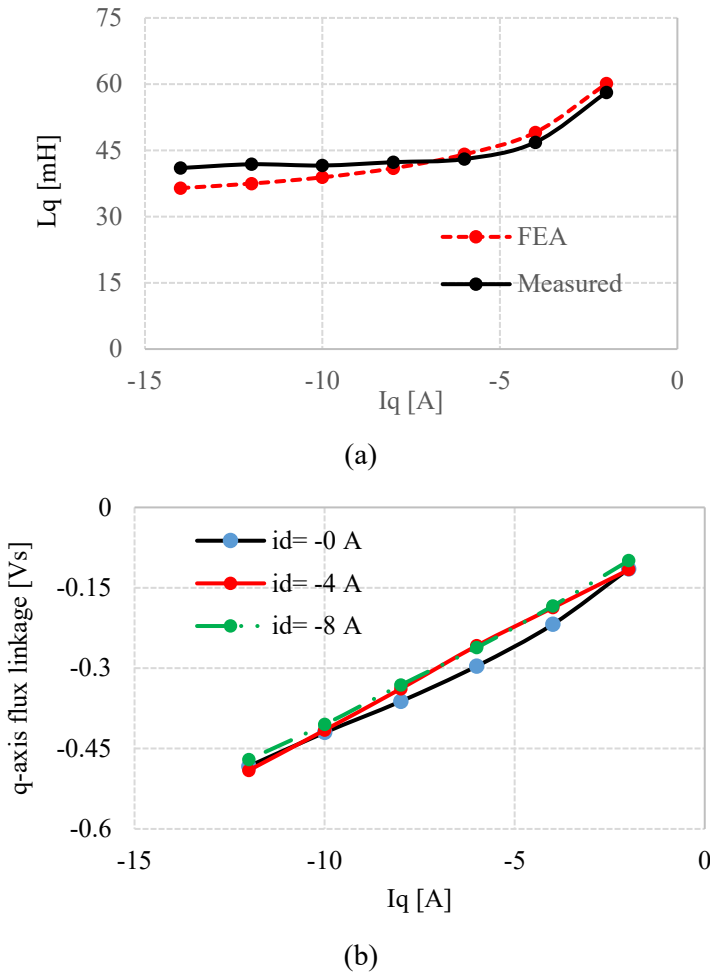 75
60
45
30
15
0
Lq [mH]
FEA
Measured
-15
-10
-5
0
Iq [A]
(a)
0
-0.15
-0.3
-0.45
-0.6
q-axis flux linkage [Vs]
id= -0 A
id= -4 A
id= -8 A
-15
-10
-5
0
Iq [A]
(b)